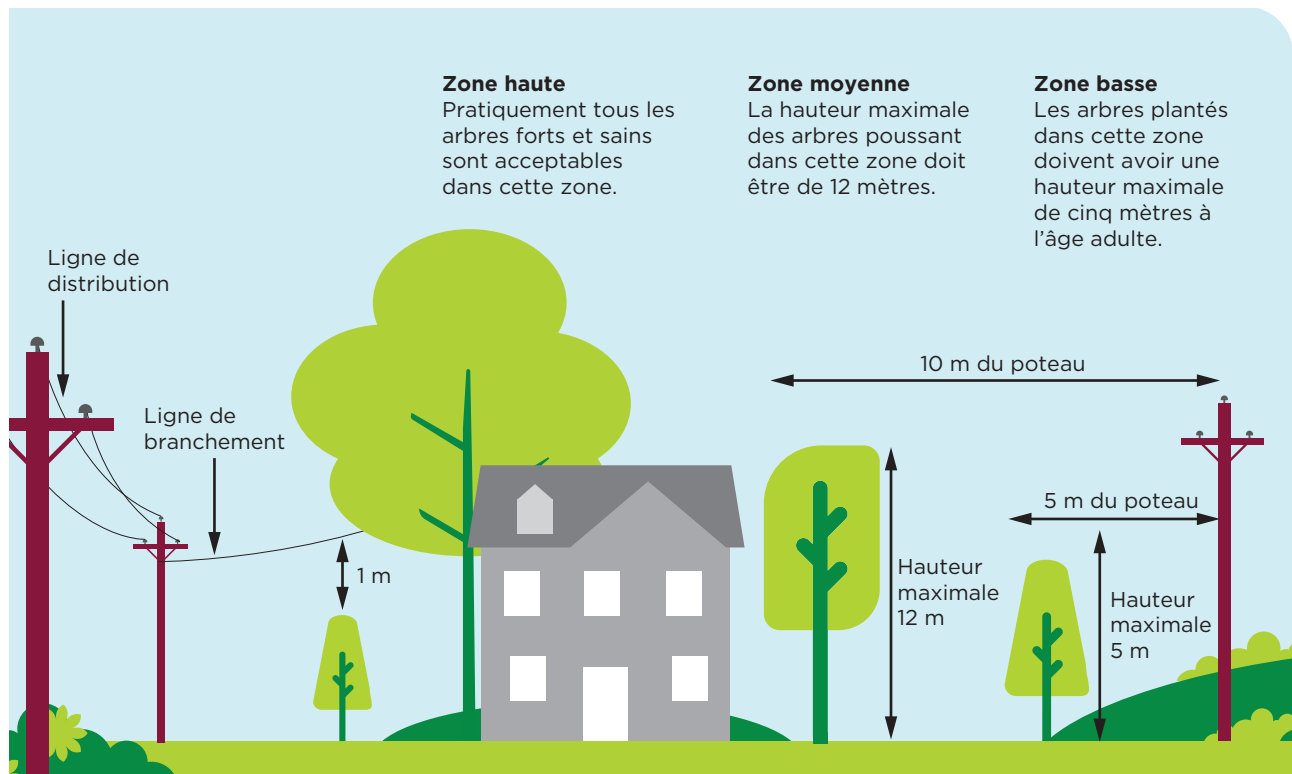 Zone haute
Pratiquement tous les
arbres forts et sains
sont acceptables
dans cette zone.
Zone moyenne
La hauteur maximale
des arbres poussant
dans cette zone doit
être de 12 mètres.
Zone basse
Les arbres plantés
dans cette zone
doivent avoir une
hauteur maximale
de cinq mètres à
l'âge adulte.
Ligne de
distribution
Ligne de
branchement
1 m
10 m du poteau
5 m du poteau
Hauteur
maximale
12 m
Hauteur
maximale
5 m